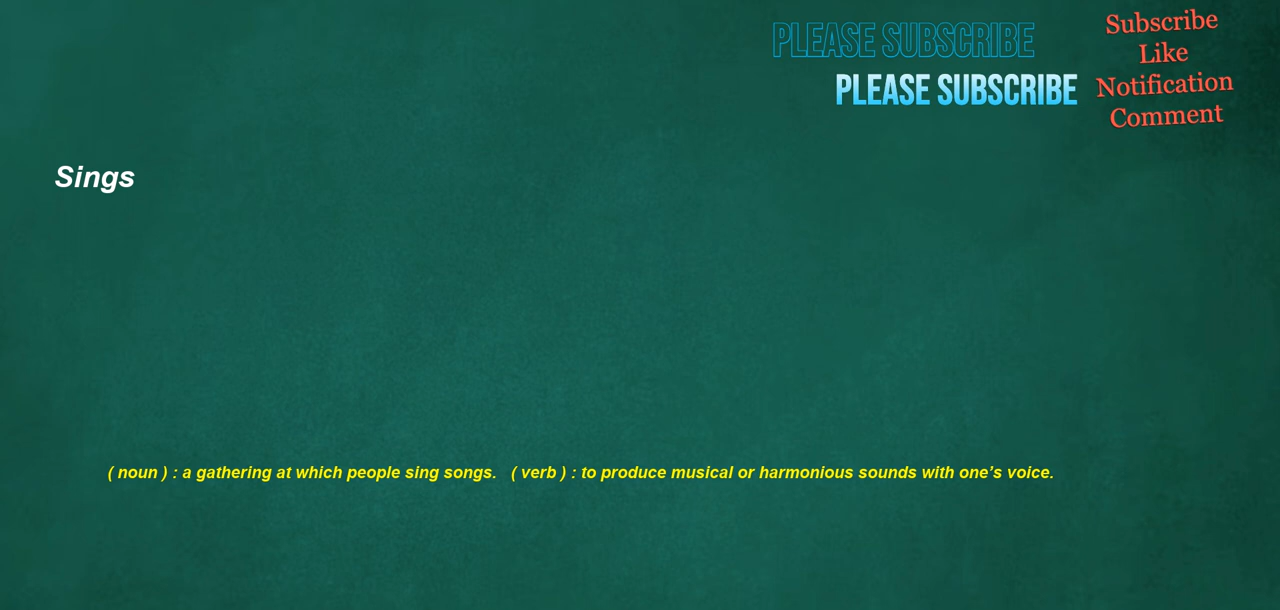 PLEASE SUBSCRIBE
PLEASE SUBSCRIBE
Subscribe
Like
Notification
Comment
Sings
( noun ) : a gathering at which people sing songs. ( verb ) : to produce musical or harmonious sounds with one’s voice.